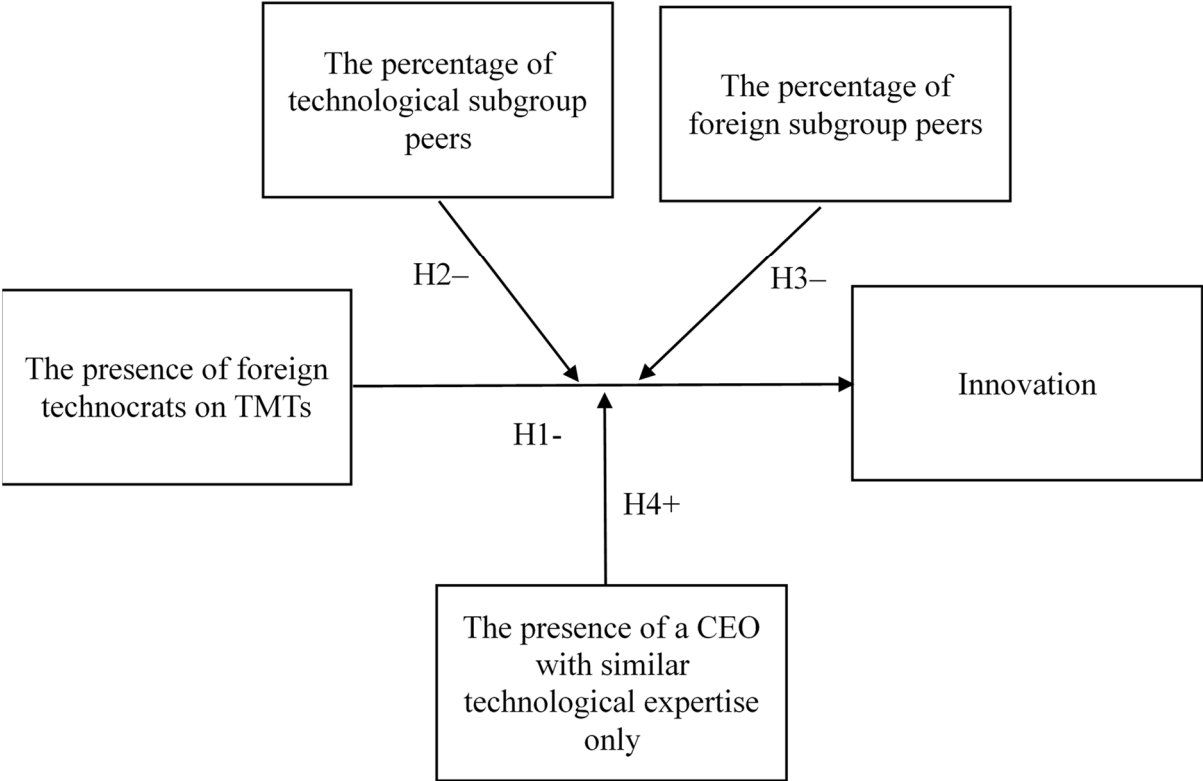 The percentage of
technological subgroup
peers
The percentage of
foreign subgroup peers
H2–
H3–
The presence of foreign
technocrats on TMTs
Innovation
H1-
H4+
The presence of a CEO
with similar
technological expertise
only